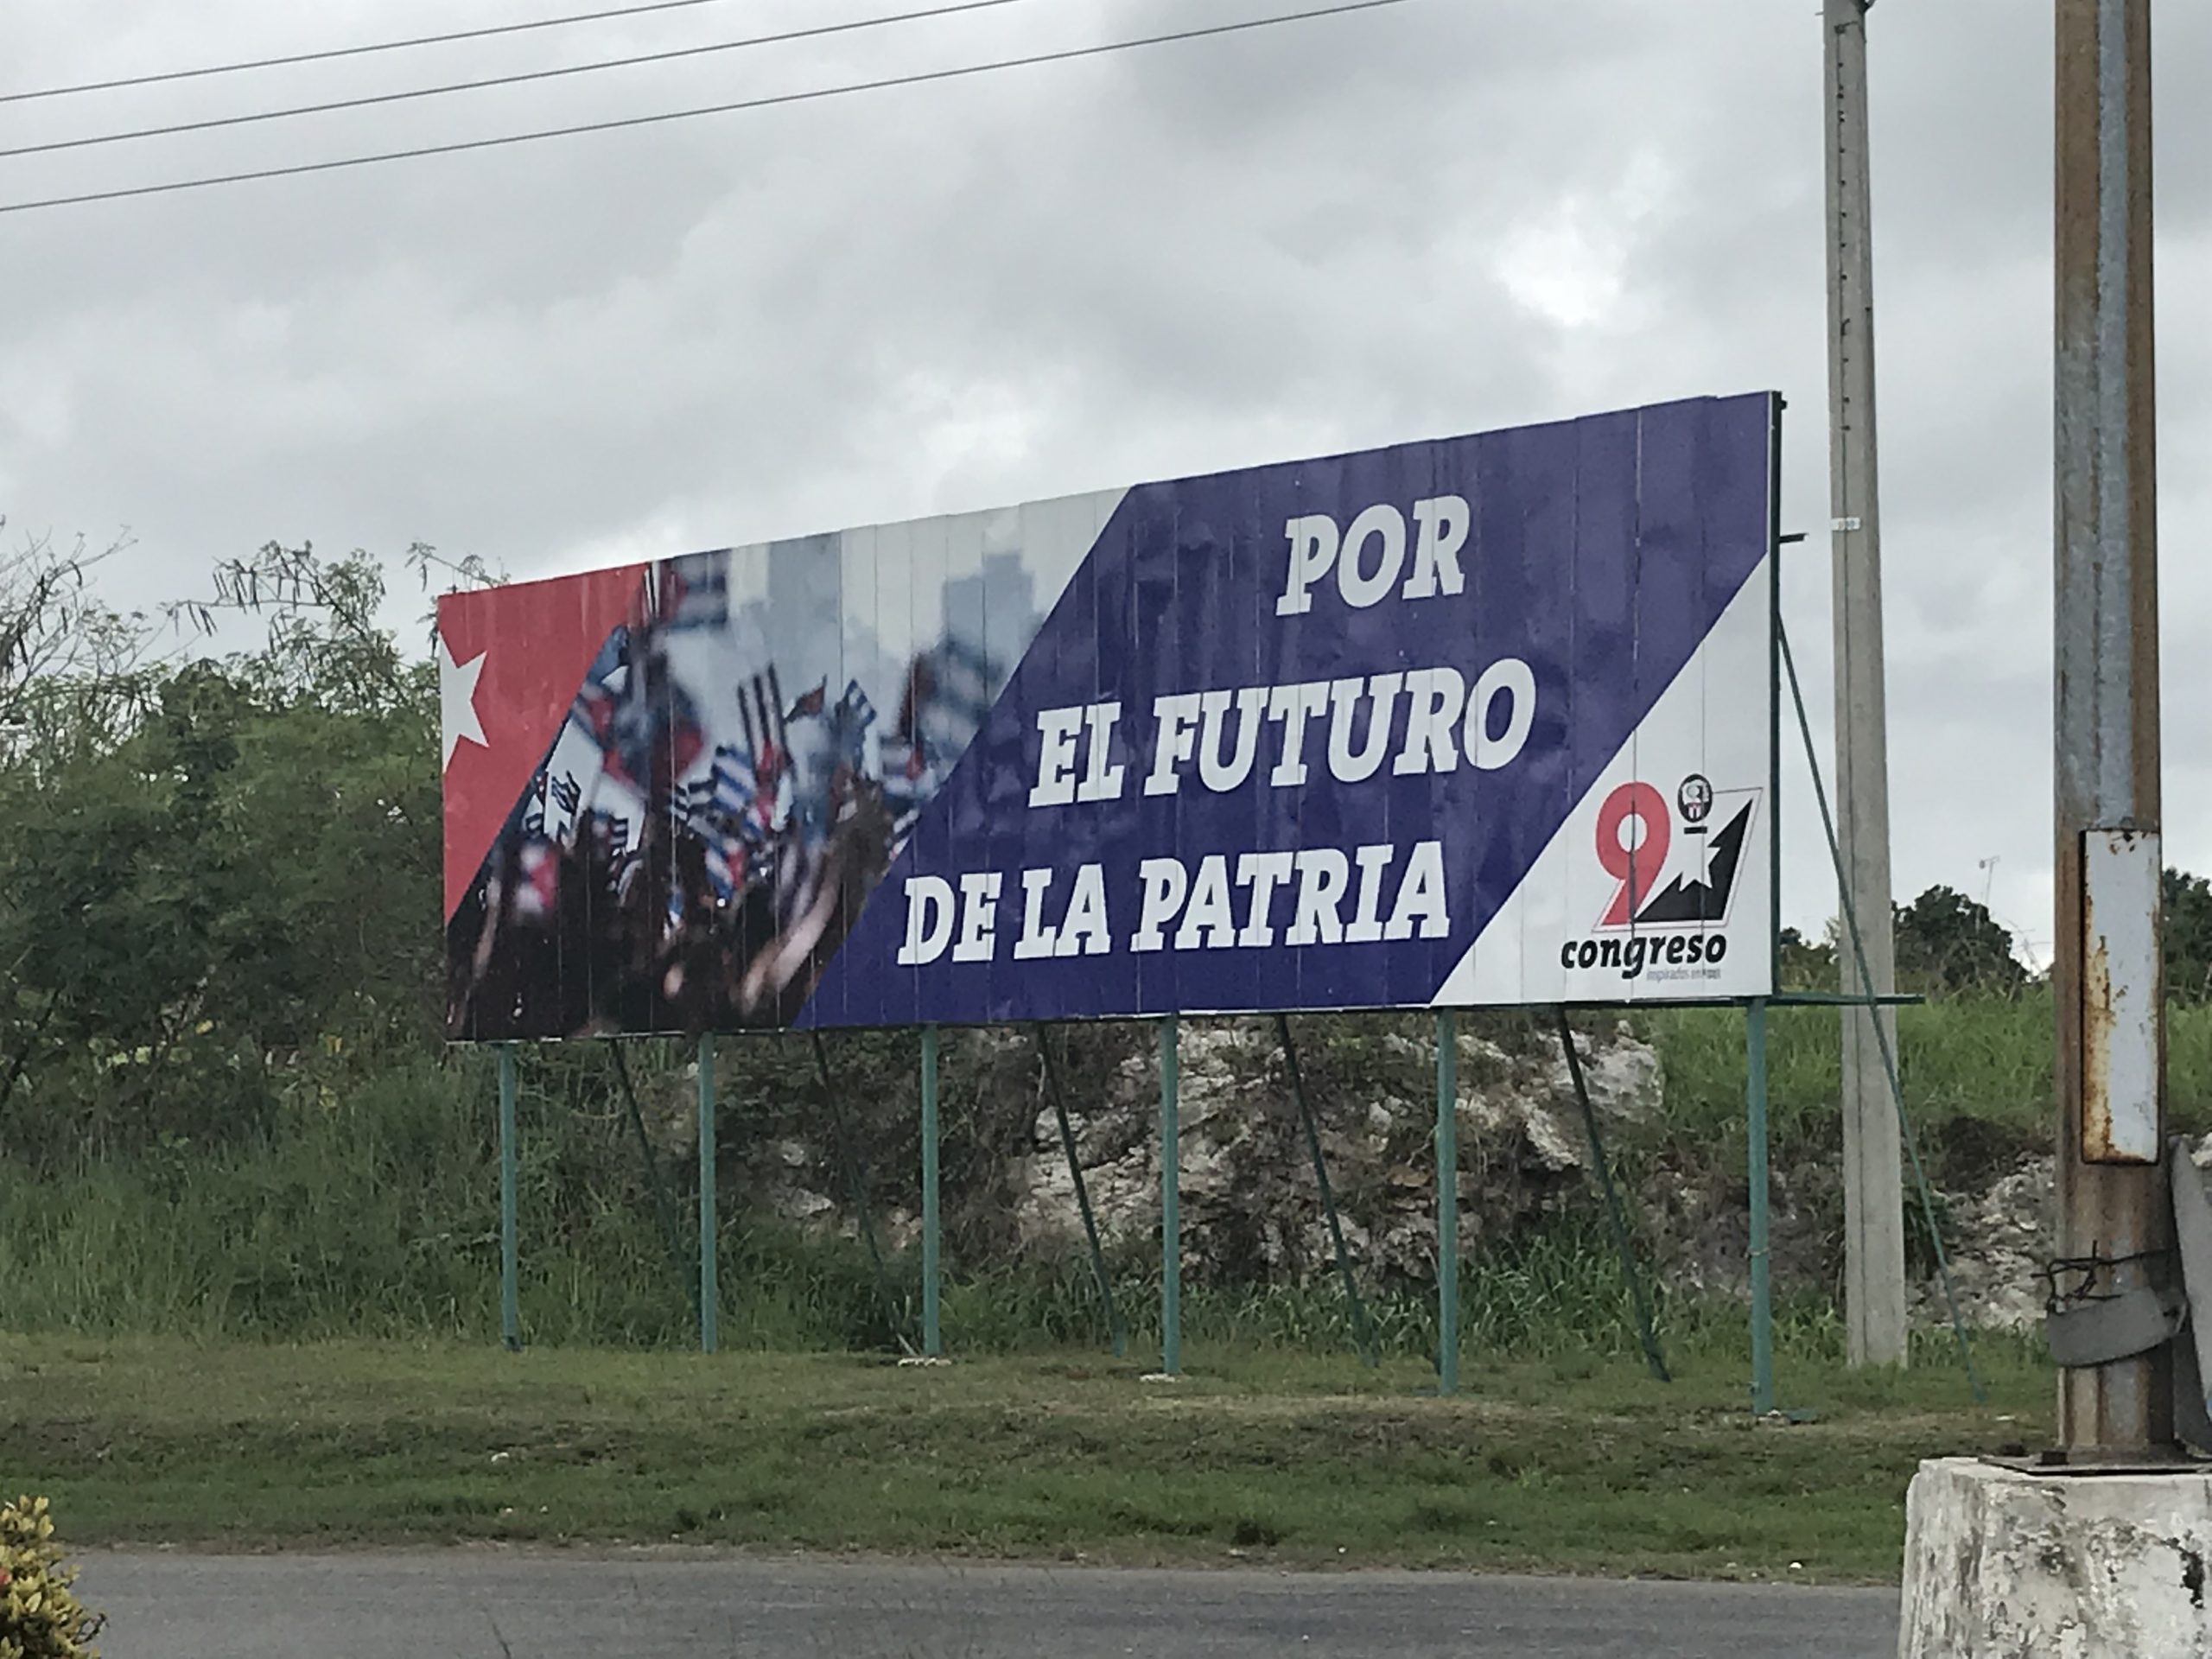 POR
EL FUTURO
DE LA PATRIA
9
congreso